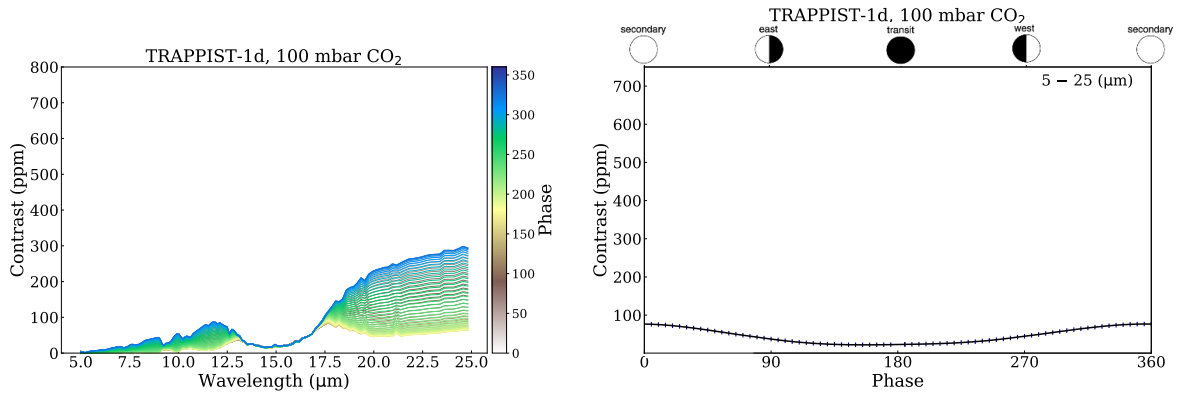 TRAPPIST-1d, 100 mbar CO₂
800
700
600
500
400
300
200
100
0
Contrast (ppm)
5.0 7.5 10.0 12.5 15.0 17.5 20.0 22.5 25.0
Wavelength (μm)
350
300
250
200
150
100
50
0
Phase
TRAPPIST-1d, 100 mbar CO₂
secondary east transit west secondary
5 − 25 (μm)
700
600
500
400
300
200
100
Contrast (ppm)
0 90 180 270 360
Phase